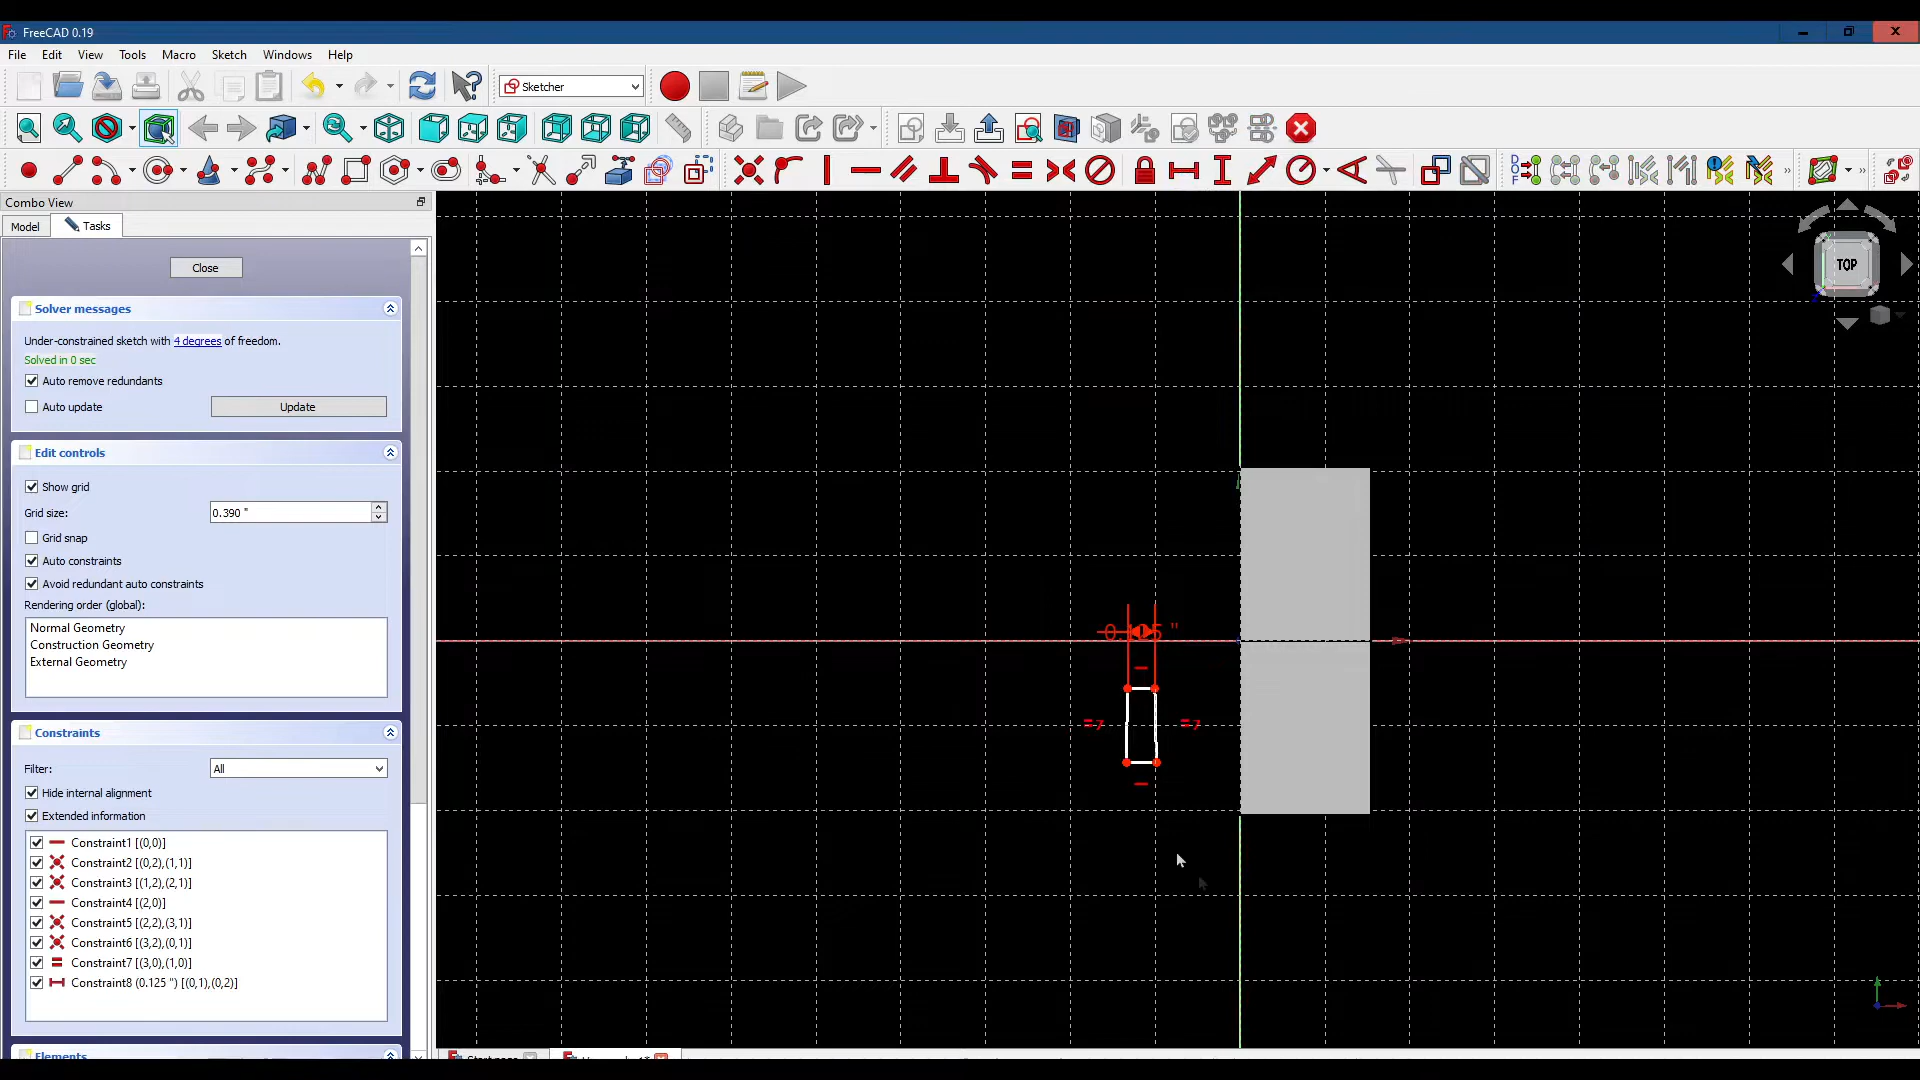 FreeCAD 0.19
File Edit View Tools Macro Sketch Windows Help
Sketcher
Combo View
Model Tasks
Close
Solver messages
Under-constrained sketch with 4 degrees of freedom.
Solved in 0 sec
Auto remove redundants
Auto update Update
Edit controls
Show grid
Grid size: 0.390 "
Grid snap
Auto constraints
Avoid redundant auto constraints
Rendering order (global):
Normal Geometry
Construction Geometry
External Geometry
Constraints
Filter: All
Hide internal alignment
Extended information
Constraint1 [(0,0)]
Constraint2 [(0,2),(1,1)]
Constraint3 [(1,2),(2,1)]
Constraint4 [(2,0)]
Constraint5 [(2,2),(3,1)]
Constraint6 [(3,2),(0,1)]
Constraint7 [(3,0),(1,0)]
Constraint8 (0.125 ") [(0,1),(0,2)]
Elements
TOP
7
7